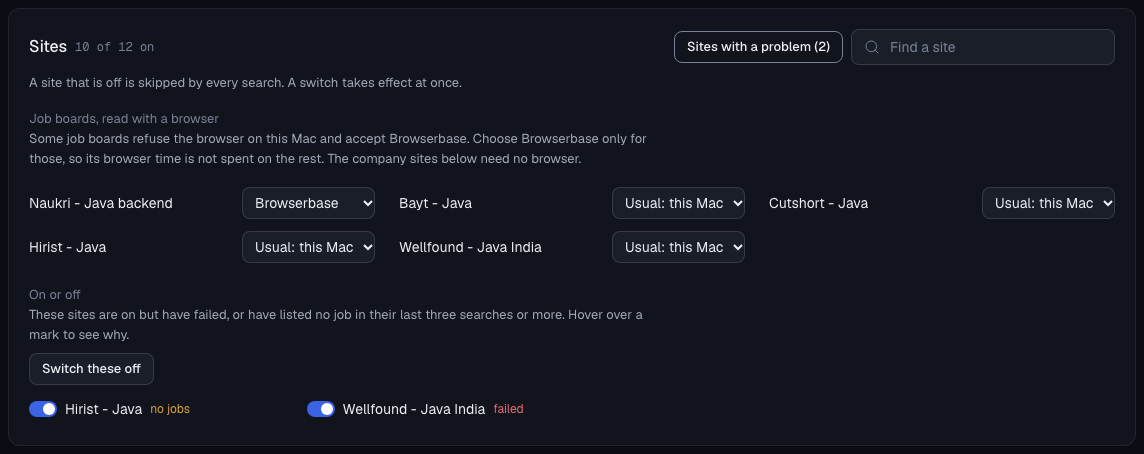 Sites 10 of 12 on
Sites with a problem (2)
Find a site
A site that is off is skipped by every search. A switch takes effect at once.
Job boards, read with a browser
Some job boards refuse the browser on this Mac and accept Browserbase. Choose Browserbase only for
those, so its browser time is not spent on the rest. The company sites below need no browser.
Naukri - Java backend Browserbase
Bayt - Java Usual: this Mac
Cutshort - Java Usual: this Mac
Hirist - Java Usual: this Mac
Wellfound - Java India Usual: this Mac
On or off
These sites are on but have failed, or have listed no job in their last three searches or more. Hover over a
mark to see why.
Switch these off
Hirist - Java no jobs
Wellfound - Java India failed